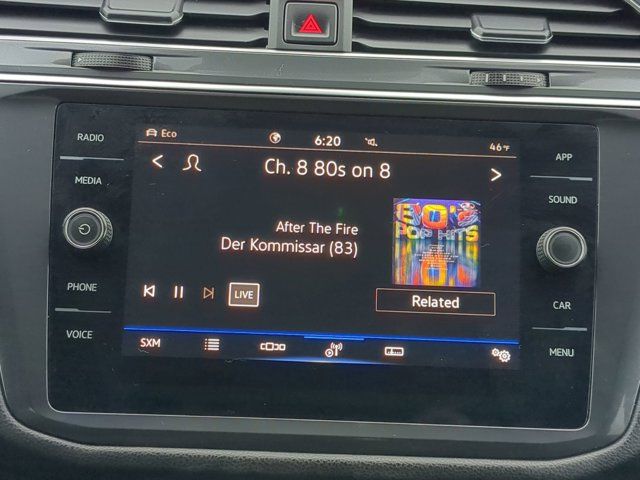 Eco 6:20 46°F
Ch. 8 80s on 8
After The Fire
Der Kommissar (83)
80's
POP HITS
LIVE
Related
SXM
RADIO
MEDIA
PHONE
VOICE
APP
SOUND
CAR
MENU